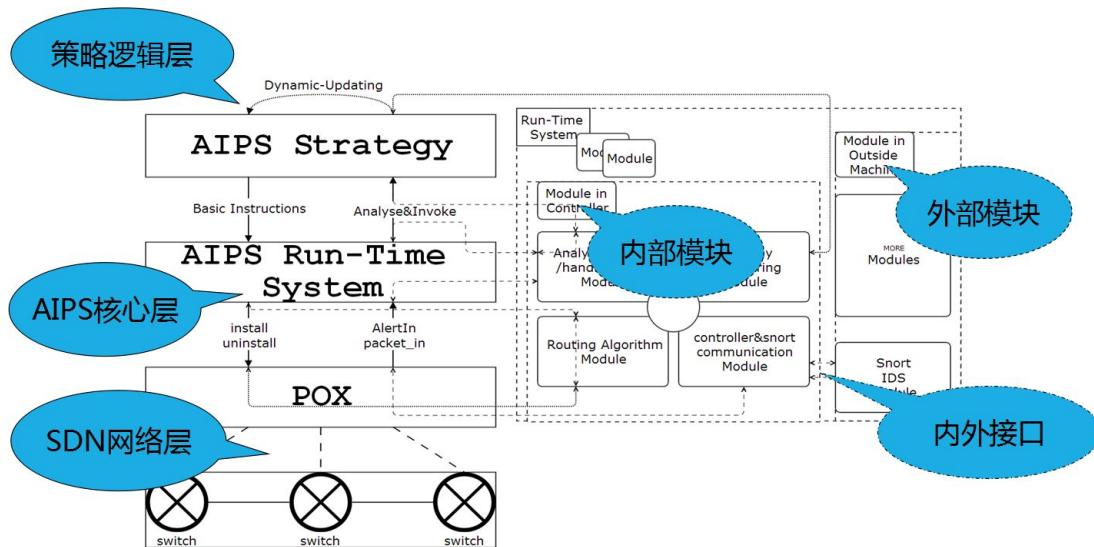 策略逻辑层
Dynamic-Updating
AIPS Strategy
Basic Instructions
Analyse&Invoke
AIPS Run-Time
System
AIPS核心层
install
uninstall
AlertIn
packet_in
POX
SDN网络层
switch
switch
switch
Run-Time
System
Module
Module in
Controller
内部模块
Module in
Outside
外部模块
MORE
Modules
Routing Algorithm
Module
controller&snort
communication
Module
Snort
IDS
内外接口